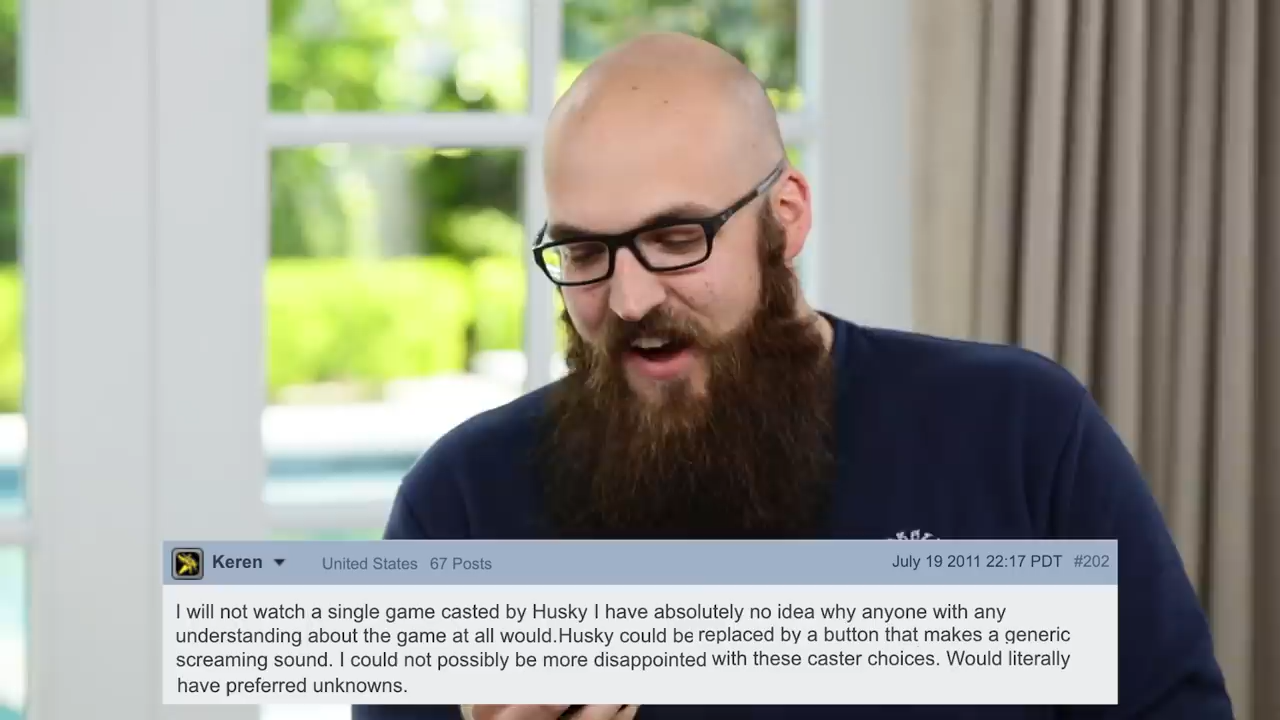 Keren United States 67 Posts July 19 2011 22:17 PDT #202
I will not watch a single game casted by Husky I have absolutely no idea why anyone with any
understanding about the game at all would.Husky could be replaced by a button that makes a generic
screaming sound. I could not possibly be more disappointed with these caster choices. Would literally
have preferred unknowns.